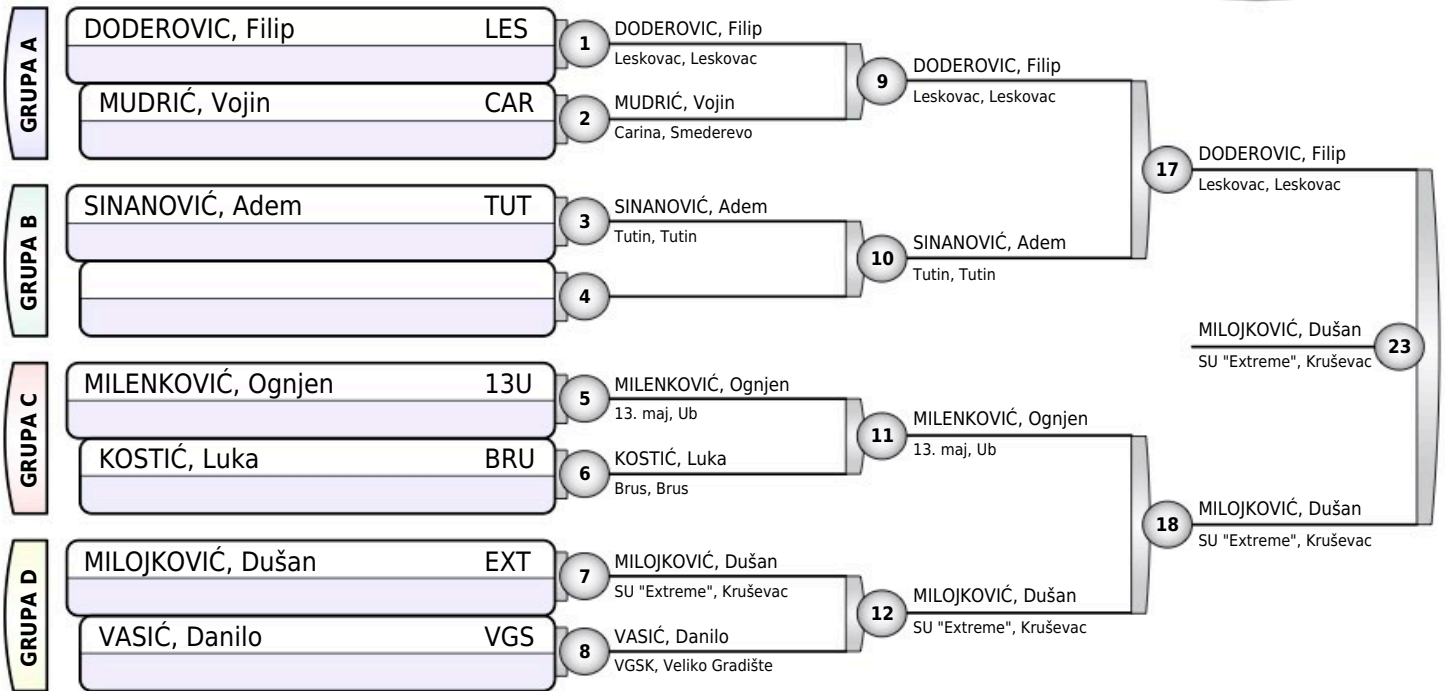 GRUPA A
DODEROVIC, Filip LES
MUDRIĆ, Vojin CAR
GRUPA B
SINANOVIĆ, Adem TUT
GRUPA C
MILENKOVIĆ, Ognjen 13U
KOSTIĆ, Luka BRU
GRUPA D
MILOJKOVIĆ, Dušan EXT
VASIĆ, Danilo VGS
1
DODEROVIC, Filip
Leskovac, Leskovac
2
MUDRIĆ, Vojin
Carina, Smederevo
3
SINANOVIĆ, Adem
Tutin, Tutin
4
5
MILENKOVIĆ, Ognjen
13. maj, Ub
6
KOSTIĆ, Luka
Brus, Brus
7
MILOJKOVIĆ, Dušan
SU "Extreme", Kruševac
8
VASIĆ, Danilo
VGSK, Veliko Gradište
9
DODEROVIC, Filip
Leskovac, Leskovac
10
SINANOVIĆ, Adem
Tutin, Tutin
11
MILENKOVIĆ, Ognjen
13. maj, Ub
12
MILOJKOVIĆ, Dušan
SU "Extreme", Kruševac
17
DODEROVIC, Filip
Leskovac, Leskovac
18
MILOJKOVIĆ, Dušan
SU "Extreme", Kruševac
MILOJKOVIĆ, Dušan
SU "Extreme", Kruševac
23